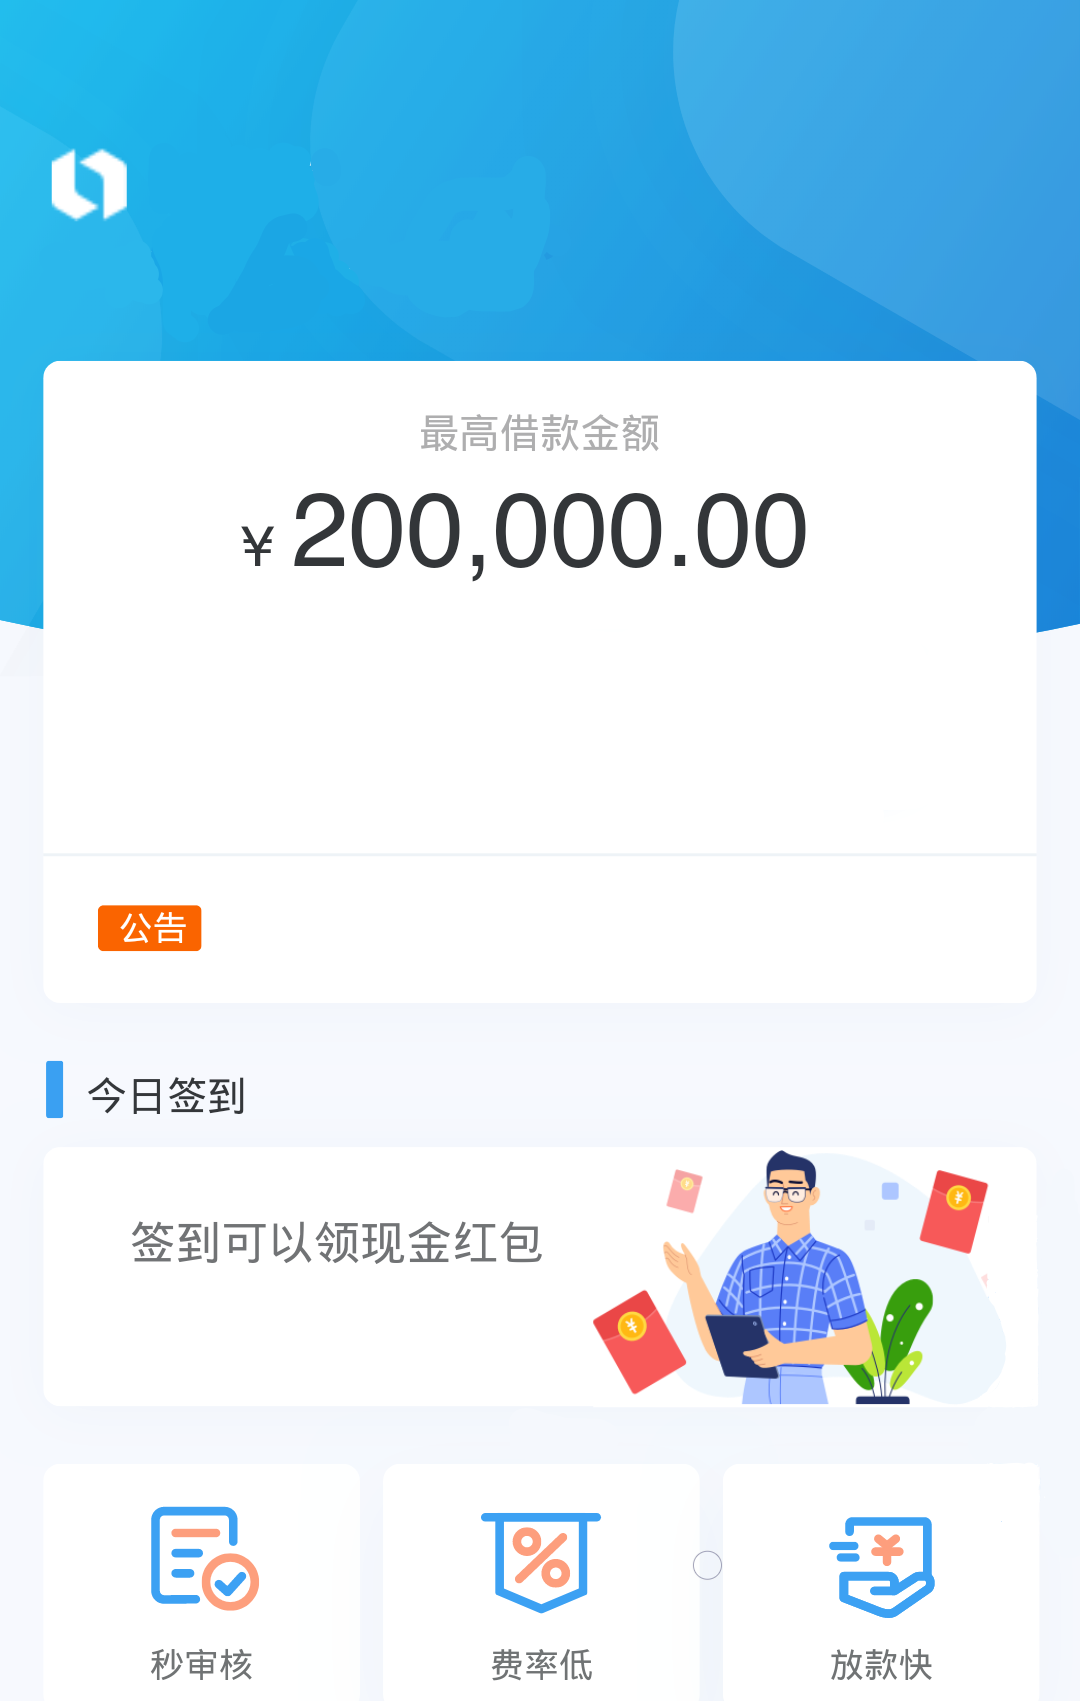 最高借款金额
¥200,000.00
公告
今日签到
签到可以领现金红包
秒审核
费率低
放款快